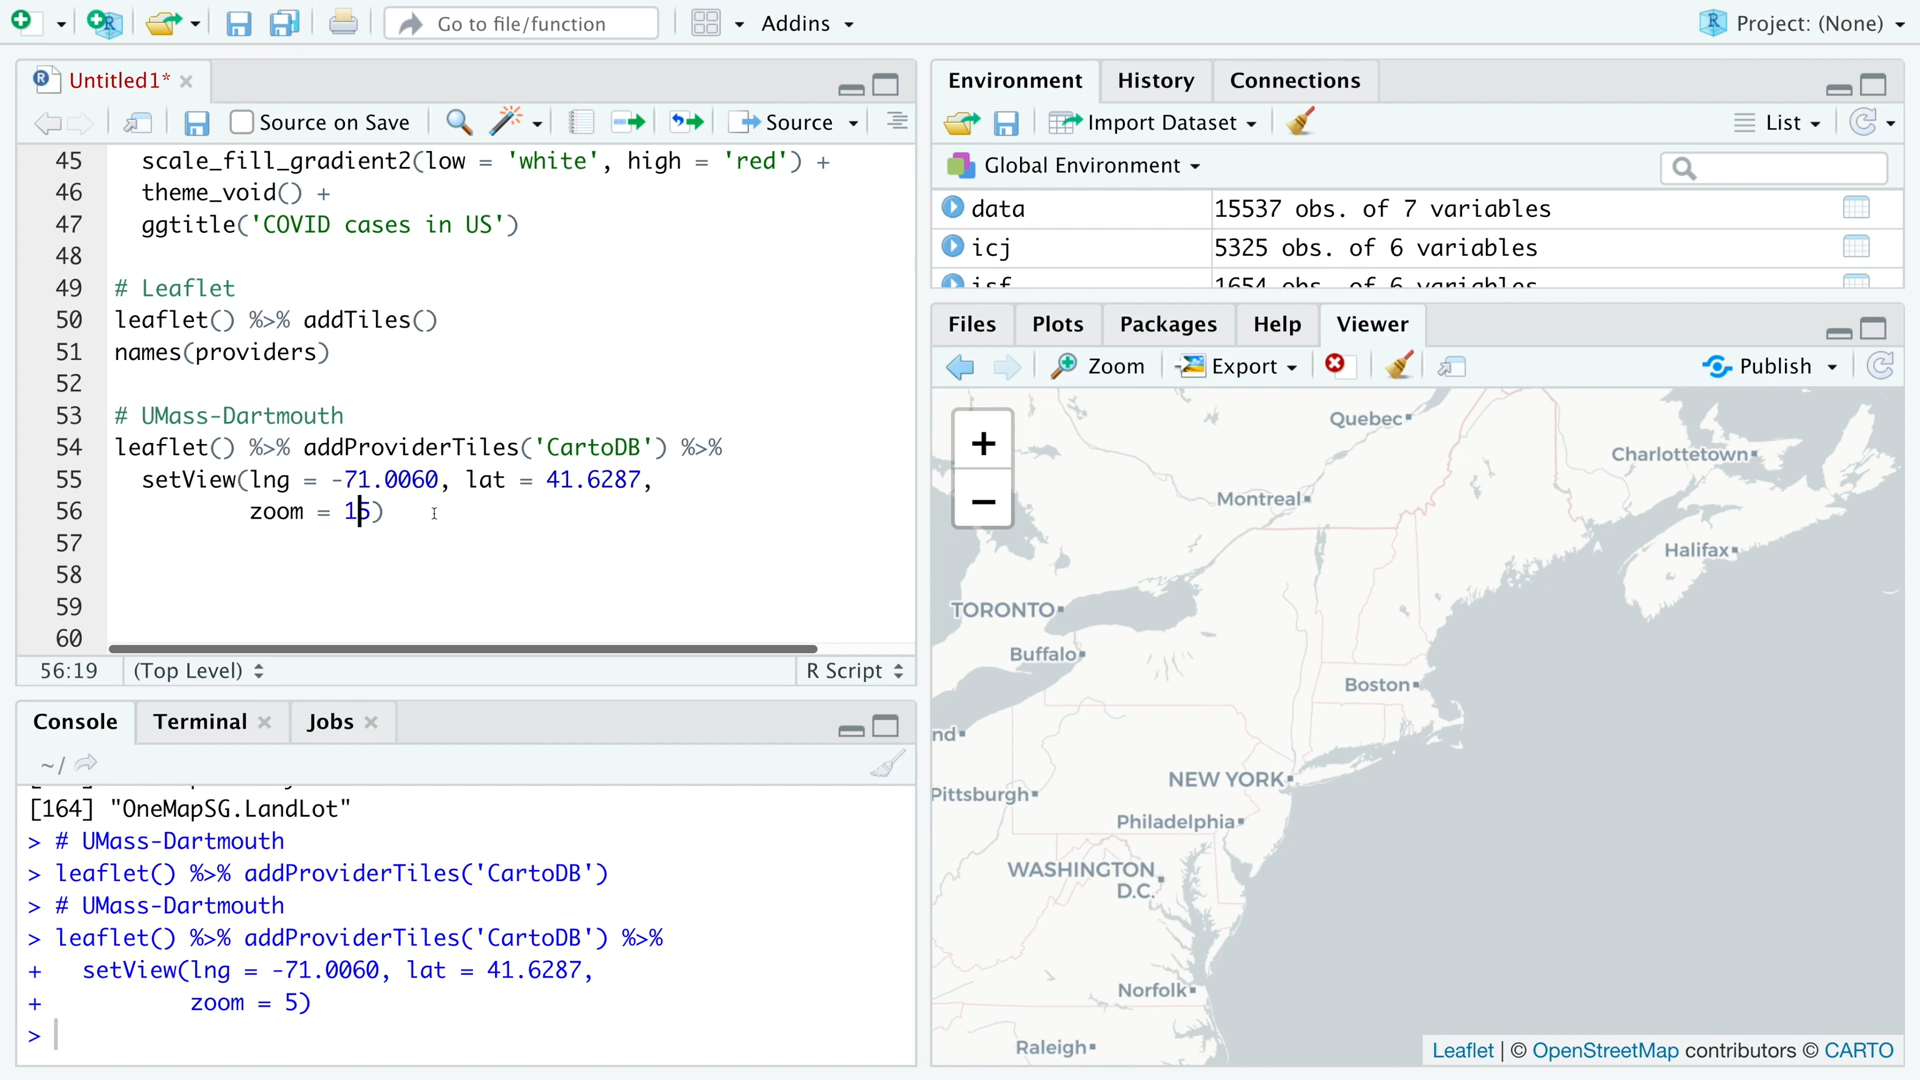 Go to file/function
Addins
Project: (None)
Untitled1*
Source on Save
Source
45 scale_fill_gradient2(low = 'white', high = 'red') +
46 theme_void() +
47 ggtitle('COVID cases in US')
48
49 # Leaflet
50 leaflet() %>% addTiles()
51 names(providers)
52
53 # UMass-Dartmouth
54 leaflet() %>% addProviderTiles('CartoDB') %>%
55 setView(lng = -71.0060, lat = 41.6287,
56 zoom = 15)
57
58
59
60
56:19 (Top Level) R Script
Console Terminal Jobs
~/
[164] "OneMapSG.LandLot"
> # UMass-Dartmouth
> leaflet() %>% addProviderTiles('CartoDB')
> # UMass-Dartmouth
> leaflet() %>% addProviderTiles('CartoDB') %>%
+ setView(lng = -71.0060, lat = 41.6287,
+ zoom = 5)
>
Environment History Connections
Import Dataset
List
Global Environment
data 15537 obs. of 7 variables
icj 5325 obs. of 6 variables
isf 1654 obs. of 6 variables
Files Plots Packages Help Viewer
Zoom Export Publish
+
−
Quebec
Charlottetown
Montreal
Halifax
TORONTO
Buffalo
Boston
nd
NEW YORK
Pittsburgh
Philadelphia
WASHINGTON
D.C.
Norfolk
Raleigh
Leaflet | © OpenStreetMap contributors © CARTO